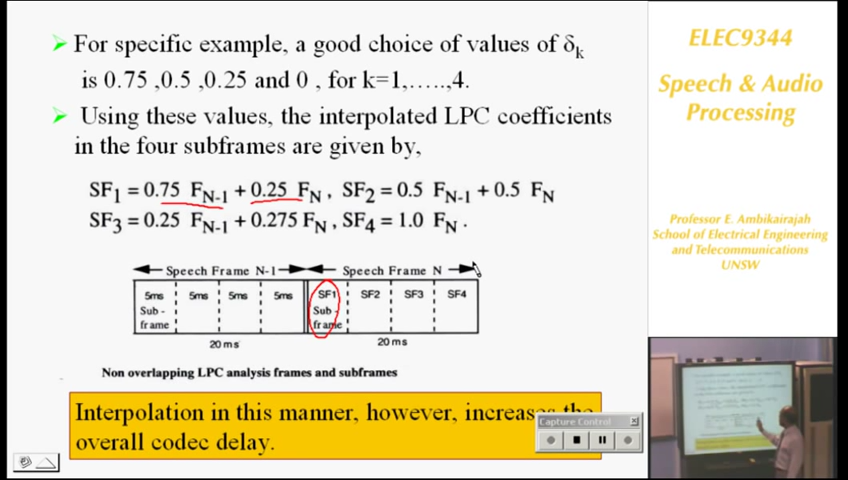 For specific example, a good choice of values of δk
is 0.75 ,0.5 ,0.25 and 0 , for k=1,.....,4.
Using these values, the interpolated LPC coefficients
in the four subframes are given by,
SF1 = 0.75 FN-1 + 0.25 FN , SF2 = 0.5 FN-1 + 0.5 FN
SF3 = 0.25 FN-1 + 0.275 FN , SF4 = 1.0 FN .
Speech Frame N-1 Speech Frame N
5ms 5ms 5ms 5ms SF1 SF2 SF3 SF4
Sub - Sub -
frame frame
20 ms 20 ms
Non overlapping LPC analysis frames and subframes
Interpolation in this manner, however, increases the
overall codec delay.
Capture Control
ELEC9344
Speech & Audio
Processing
Professor E. Ambikairajah
School of Electrical Engineering
and Telecommunications
UNSW